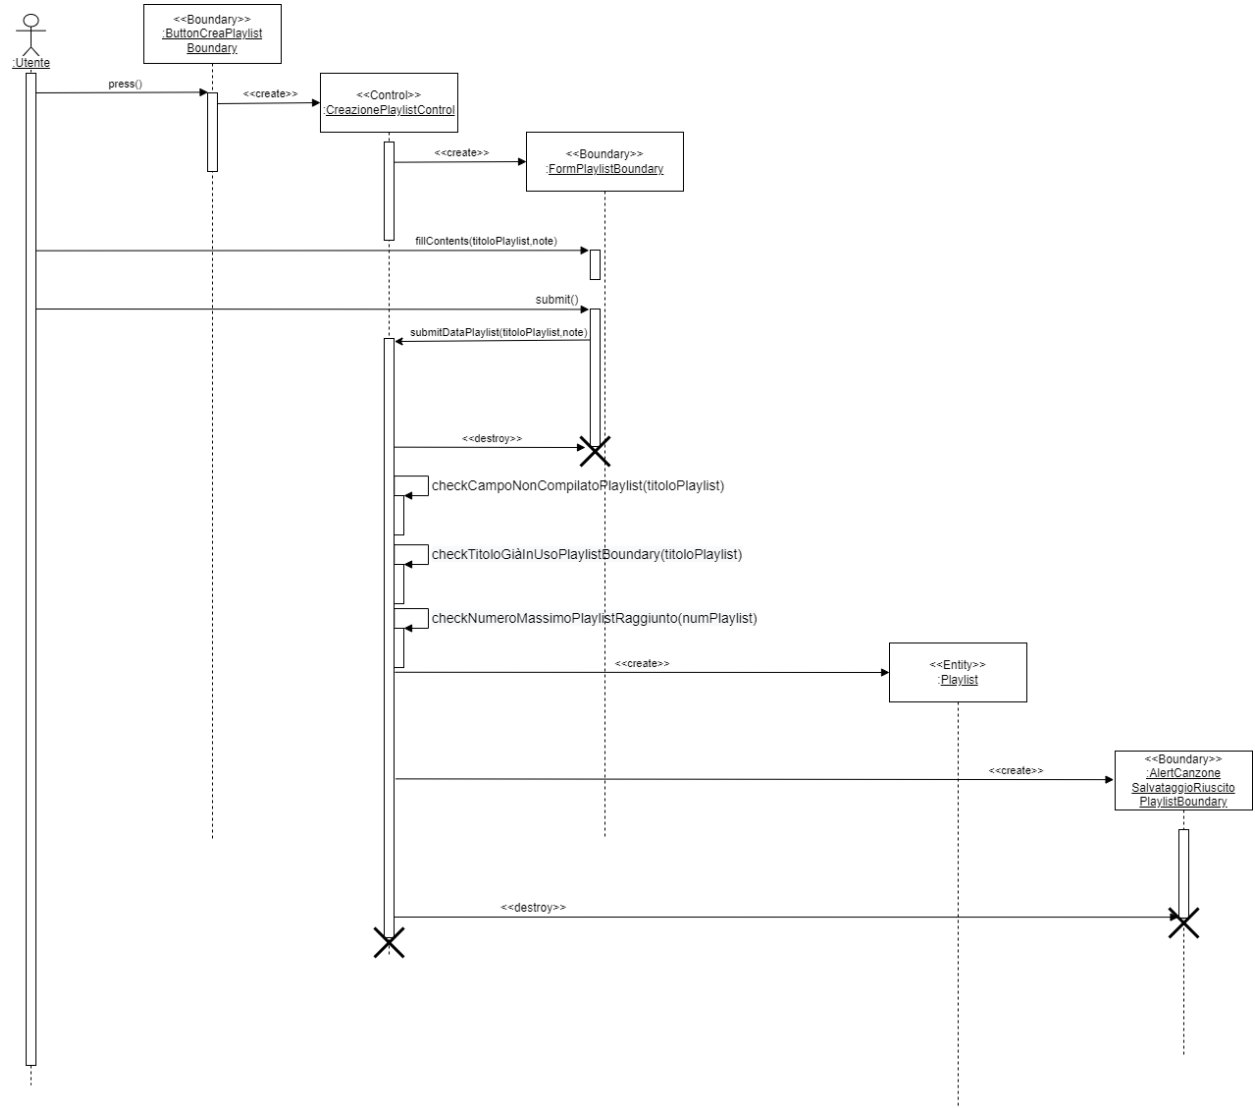 <<Boundary>>
:ButtonCreaPlaylist
Boundary
:Utente
press()
<<create>>
<<Control>>
:CreazionePlaylistControl
<<create>>
<<Boundary>>
:FormPlaylistBoundary
fillContents(titoloPlaylist,note)
submit()
submitDataPlaylist(titoloPlaylist,note)
<<destroy>>
checkCampoNonCompilatoPlaylist(titoloPlaylist)
checkTitoloGiàInUsoPlaylistBoundary(titoloPlaylist)
checkNumeroMassimoPlaylistRaggiunto(numPlaylist)
<<create>>
<<Entity>>
:Playlist
<<create>>
<<Boundary>>
:AlertCanzone
SalvataggioRiuscito
PlaylistBoundary
<<destroy>>